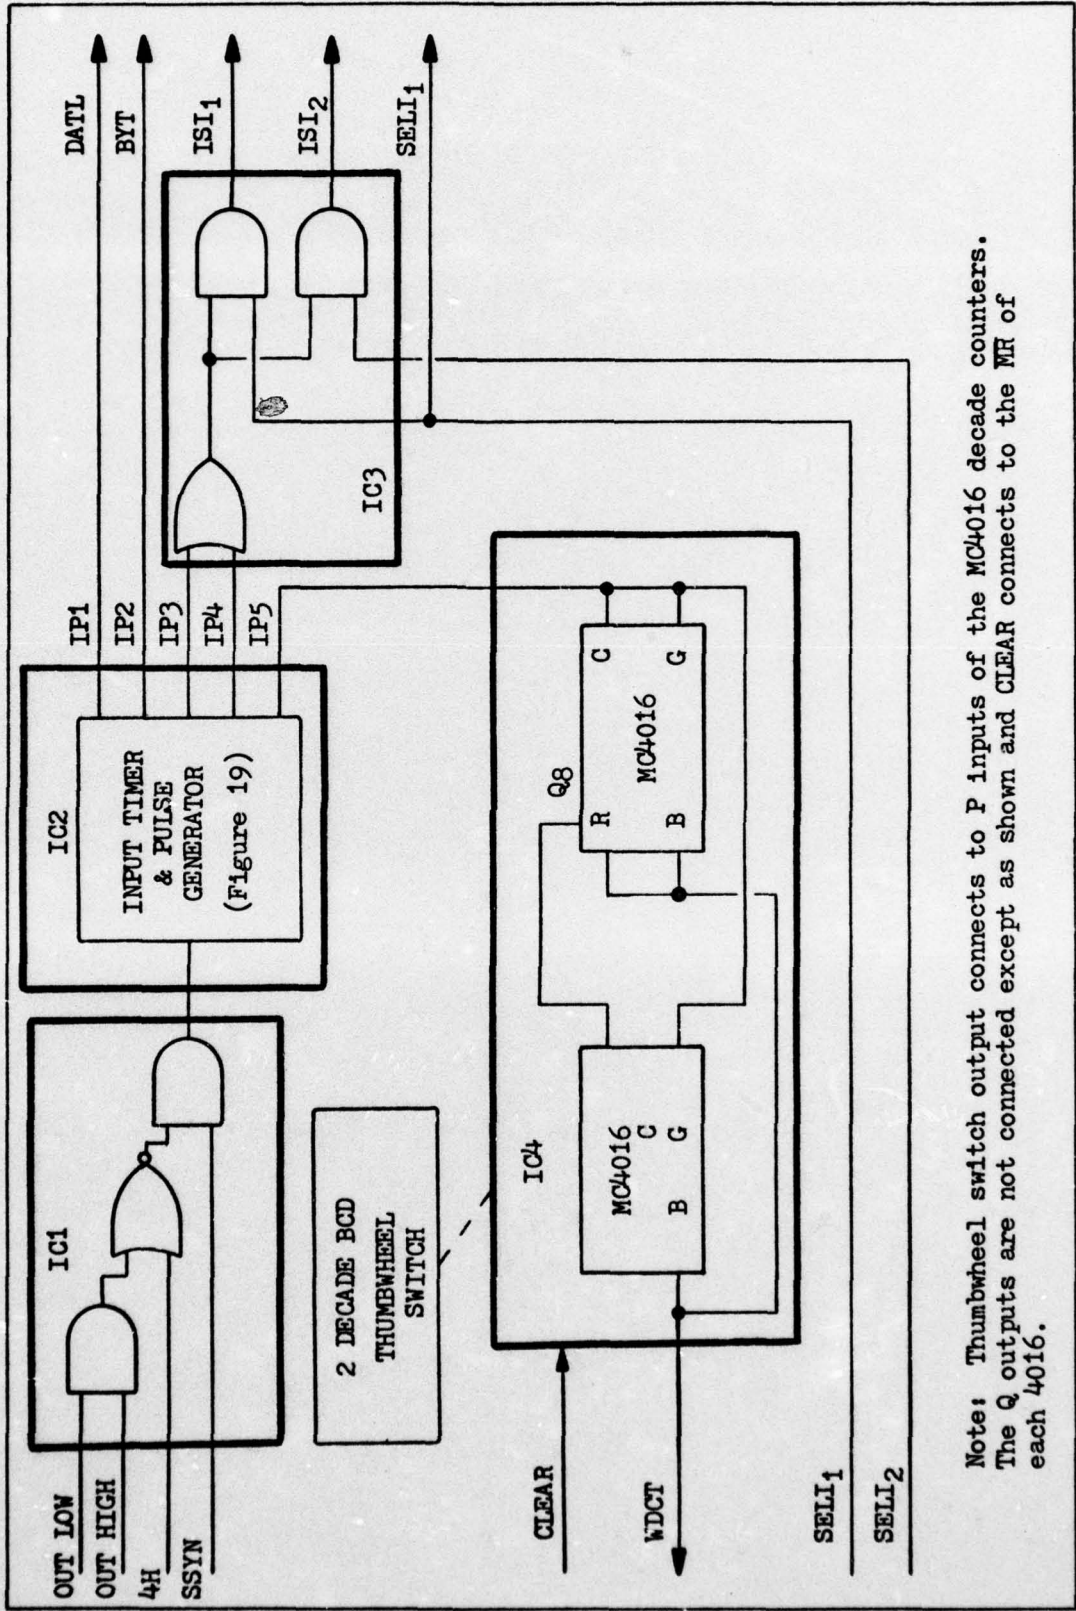 OUT LOW
OUT HIGH
4H
SSYN
IC1
IC2
INPUT TIMER
& PULSE
GENERATOR
(Figure 19)
IP1
IP2
IP3
IP4
IP5
DATL
BYT
ISI1
ISI2
SELI1
IC3
2 DECADE BCD
THUMBWHEEL
SWITCH
IC4
MC4016
C
B G
Q8
R C
MC4016
B G
CLEAR
WDCT
SELI1
SELI2
Note: Thumbwheel switch output connects to P inputs of the MC4016 decade counters.
The Q outputs are not connected except as shown and CLEAR connects to the M̅R̅ of
each 4016.